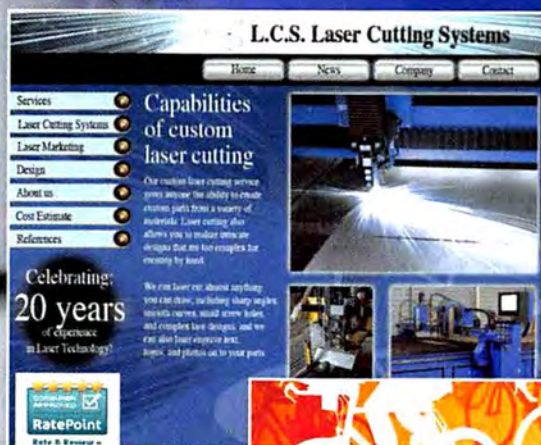 L.C.S. Laser Cutting Systems
Home
News
Company
Contact
Services
Laser Cutting Systems
Laser Marketing
Design
About us
Cost Estimate
References
Capabilities
of custom
laser cutting
Our custom laser cutting service
gives anyone the ability to create
custom parts from a variety of
materials. Laser cutting also
allows you to realize intricate
designs that are too complex for
creating by hand.
We can laser cut almost anything
you can draw, including sharp angles,
smooth curves, small screw holes,
and complex lace designs, and we
can also laser engrave text,
logos, and photos on to your parts
Celebrating:
20 years
of experience
in Laser Technology!
CONSUMER
APPROVED
RatePoint
Rate & Review